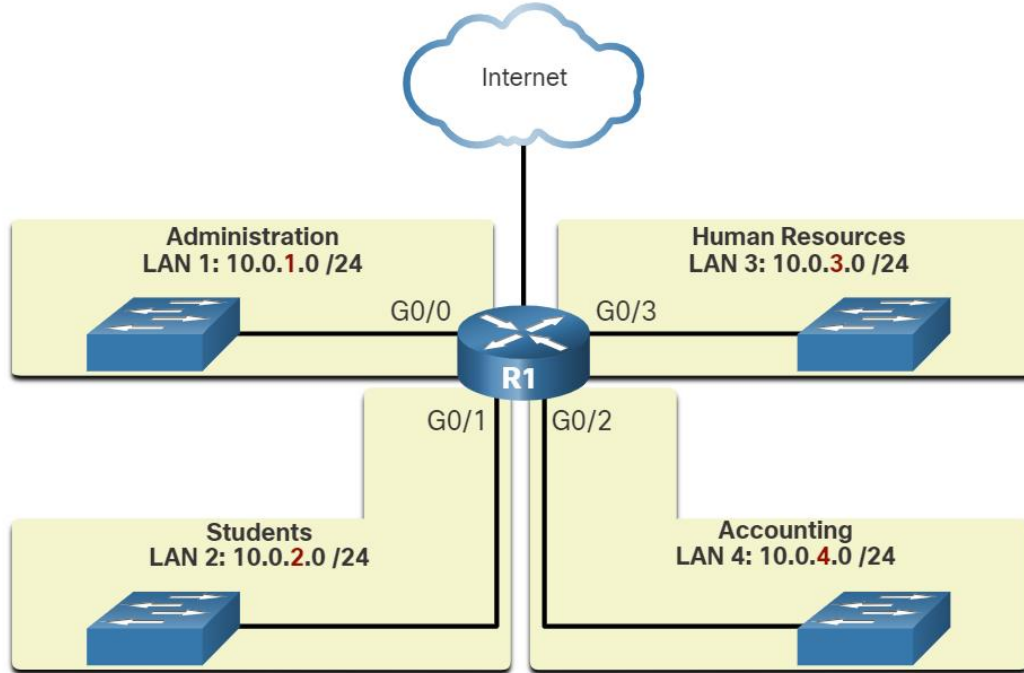 Internet
Administration
LAN 1: 10.0.1.0 /24
Human Resources
LAN 3: 10.0.3.0 /24
G0/0
G0/3
R1
G0/1
G0/2
Students
LAN 2: 10.0.2.0 /24
Accounting
LAN 4: 10.0.4.0 /24